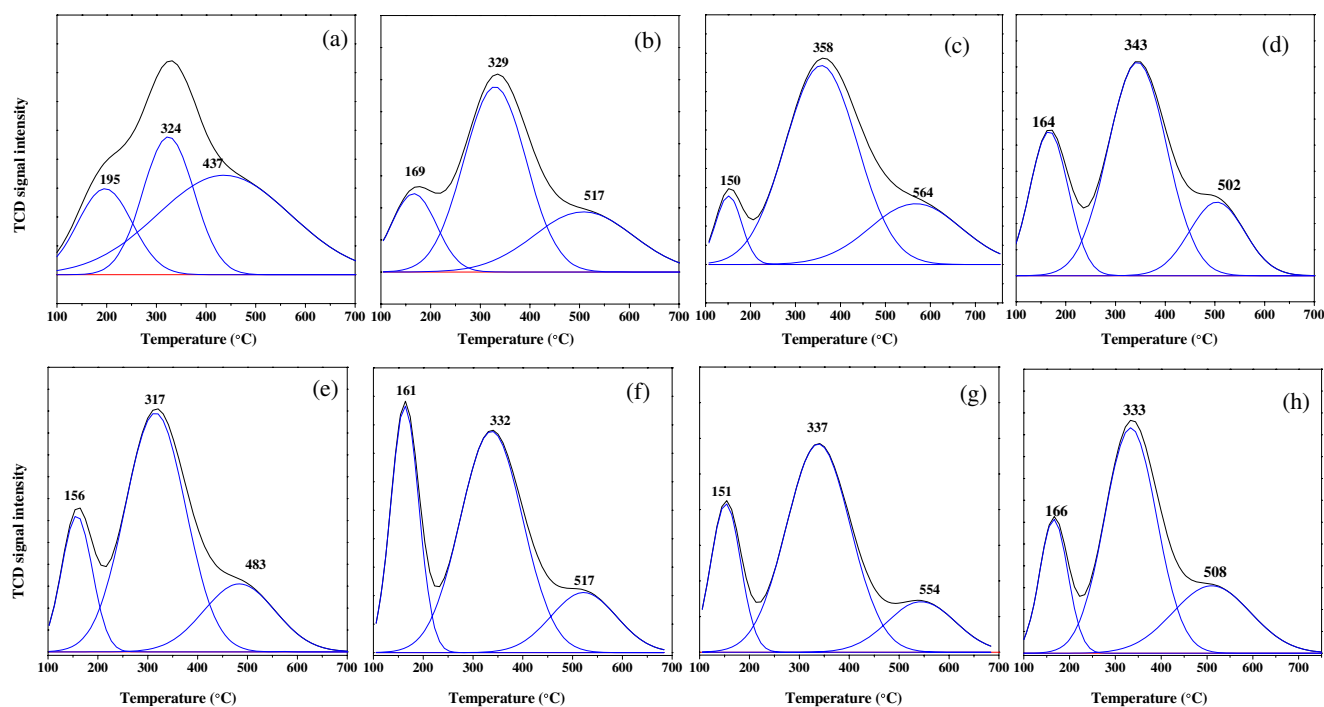 (a)
324
437
195
TCD signal intensity
100 200 300 400 500 600 700
Temperature (°C)
(b)
329
169
517
100 200 300 400 500 600 700
Temperature (°C)
(c)
358
150
564
100 200 300 400 500 600 700
Temperature (°C)
(d)
343
164
502
100 200 300 400 500 600 700
Temperature (°C)
(e)
317
156
483
TCD signal intensity
100 200 300 400 500 600 700
Temperature (°C)
(f)
161
332
517
100 200 300 400 500 600 700
Temperature (°C)
(g)
337
151
554
100 200 300 400 500 600 700
Temperature (°C)
(h)
333
166
508
100 200 300 400 500 600 700
Temperature (°C)